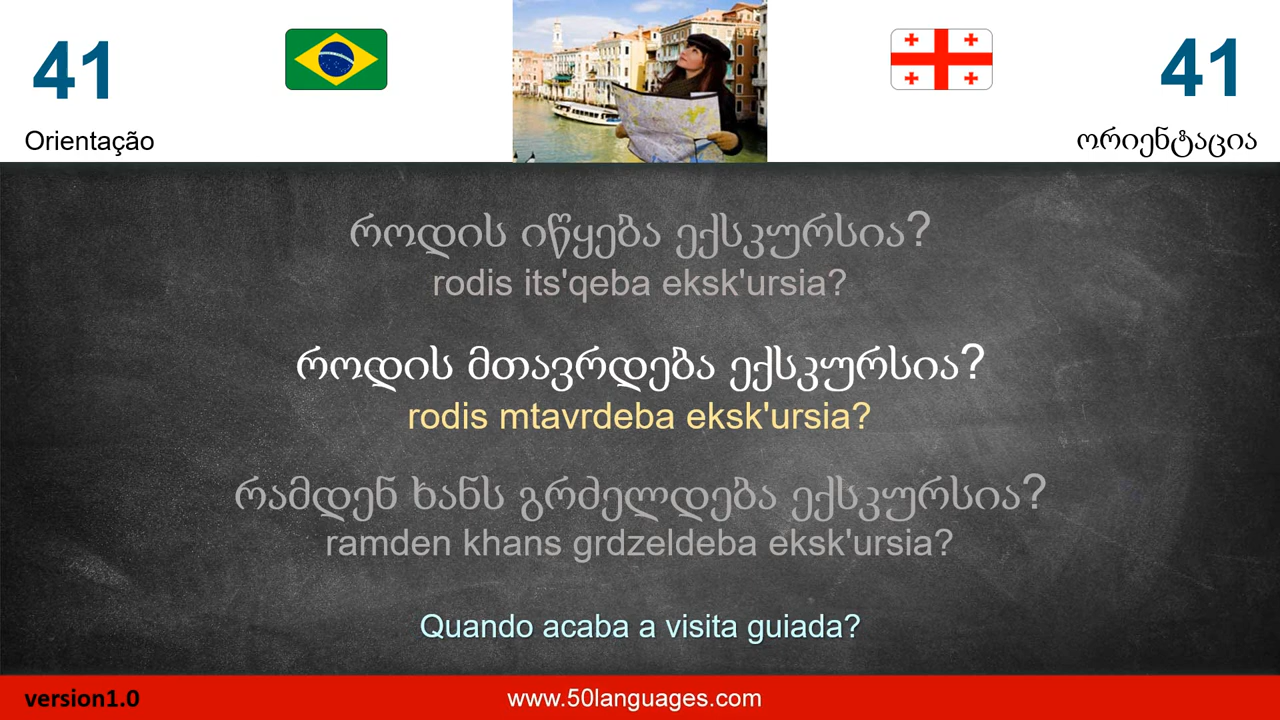 41
41
Orientação
ორიენტაცია
როდის იწყება ექსკურსია?
rodis its'qeba eksk'ursia?
როდის მთავრდება ექსკურსია?
rodis mtavrdeba eksk'ursia?
რამდენ ხანს გრძელდება ექსკურსია?
ramden khans grdzeldeba eksk'ursia?
Quando acaba a visita guiada?
version1.0
www.50languages.com